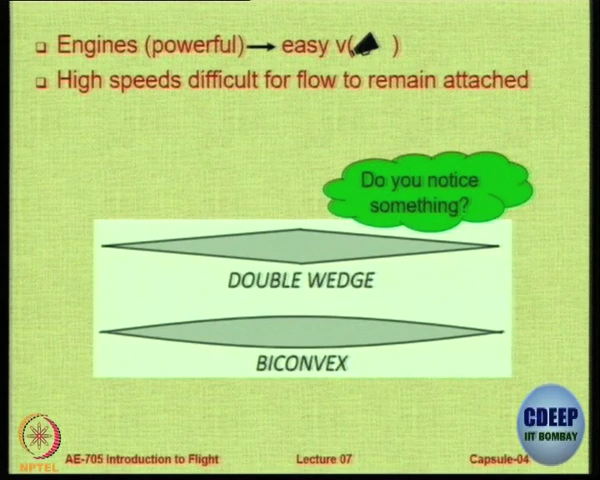 Engines (powerful) → easy v( )
High speeds difficult for flow to remain attached
Do you notice
something?
DOUBLE WEDGE
BICONVEX
CDEEP
IIT BOMBAY
NPTEL
AE-705 Introduction to Flight
Lecture 07
Capsule-04